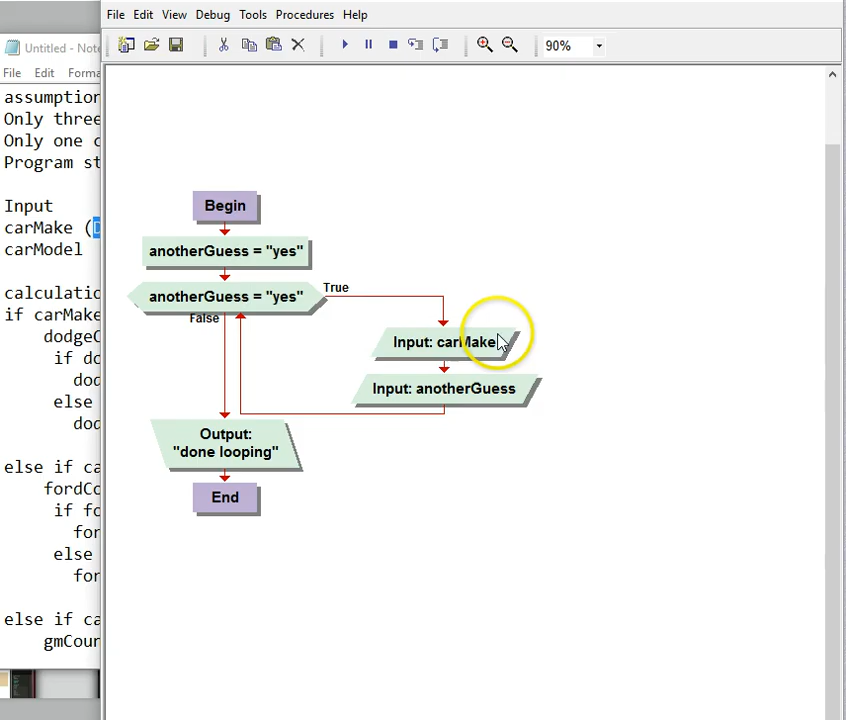 File Edit View Debug Tools Procedures Help
90%
Untitled - Note
File Edit Forma
assumption
Only three
Only one c
Program st
Input
carMake (
carModel
calculatio
if carMake
dodgeC
if do
dod
else
dod
else if ca
fordCo
if fo
for
else
for
else if ca
gmCour
Begin
anotherGuess = "yes"
anotherGuess = "yes"
True
False
Input: carMake
Input: anotherGuess
Output:
"done looping"
End